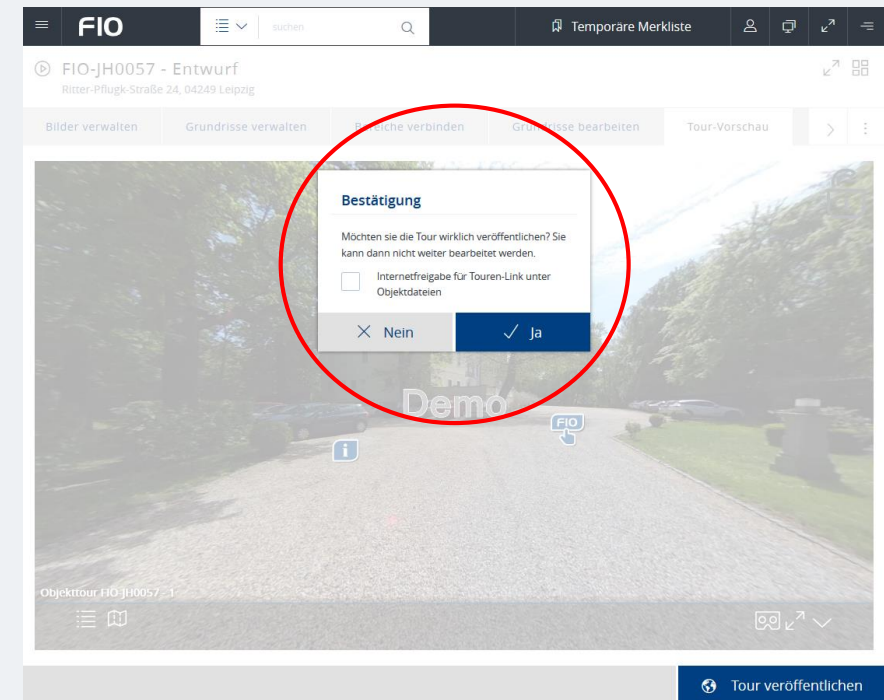 FIO
suchen
Temporäre Merkliste
FIO-JH0057 - Entwurf
Ritter-Pflugk-Straße 24, 04249 Leipzig
Bilder verwalten
Grundrisse verwalten
Bereiche verbinden
Grundrisse bearbeiten
Tour-Vorschau
Bestätigung
Möchten sie die Tour wirklich veröffentlichen? Sie
kann dann nicht weiter bearbeitet werden.
Internetfreigabe für Touren-Link unter
Objektdateien
Nein
Ja
Demo
FIO
i
Objekttour FIO-JH0057 - 1
Tour veröffentlichen